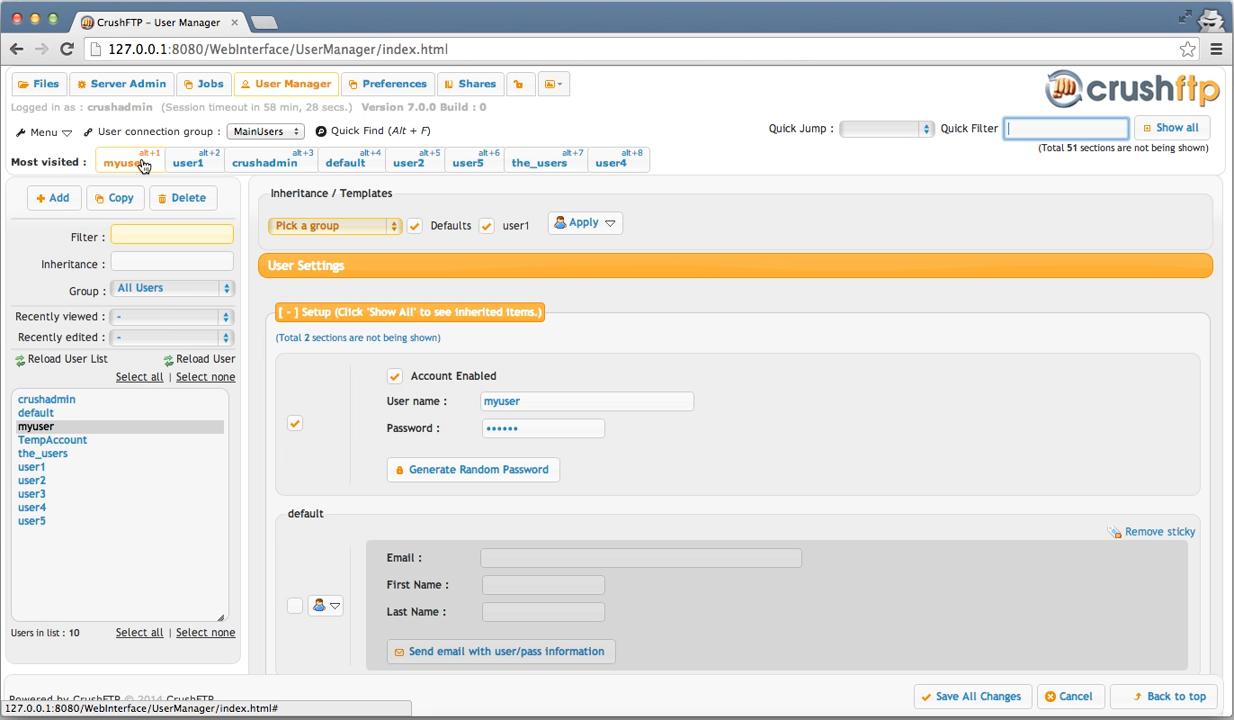 CrushFTP – User Manager
127.0.0.1:8080/WebInterface/UserManager/index.html
Files Server Admin Jobs User Manager Preferences Shares
crushftp
Logged in as : crushadmin (Session timeout in 58 min, 28 secs.) Version 7.0.0 Build : 0
Menu User connection group : MainUsers Quick Find (Alt + F) Quick Jump : Quick Filter Show all
(Total 51 sections are not being shown)
Most visited : myuser alt+1 user1 alt+2 crushadmin alt+3 default alt+4 user2 alt+5 user5 alt+6 the_users alt+7 user4 alt+8
Add Copy Delete
Filter :
Inheritance :
Group : All Users
Recently viewed : -
Recently edited : -
Reload User List Reload User
Select all | Select none
crushadmin
default
myuser
TempAccount
the_users
user1
user2
user3
user4
user5
Users in list : 10 Select all | Select none
Inheritance / Templates
Pick a group Defaults user1 Apply
User Settings
[ - ] Setup (Click 'Show All' to see inherited items.)
(Total 2 sections are not being shown)
Account Enabled
User name : myuser
Password : ••••••
Generate Random Password
default
Remove sticky
Email :
First Name :
Last Name :
Send email with user/pass information
Powered by CrushFTP © 2014 CrushFTP
127.0.0.1:8080/WebInterface/UserManager/index.html#
Save All Changes Cancel Back to top